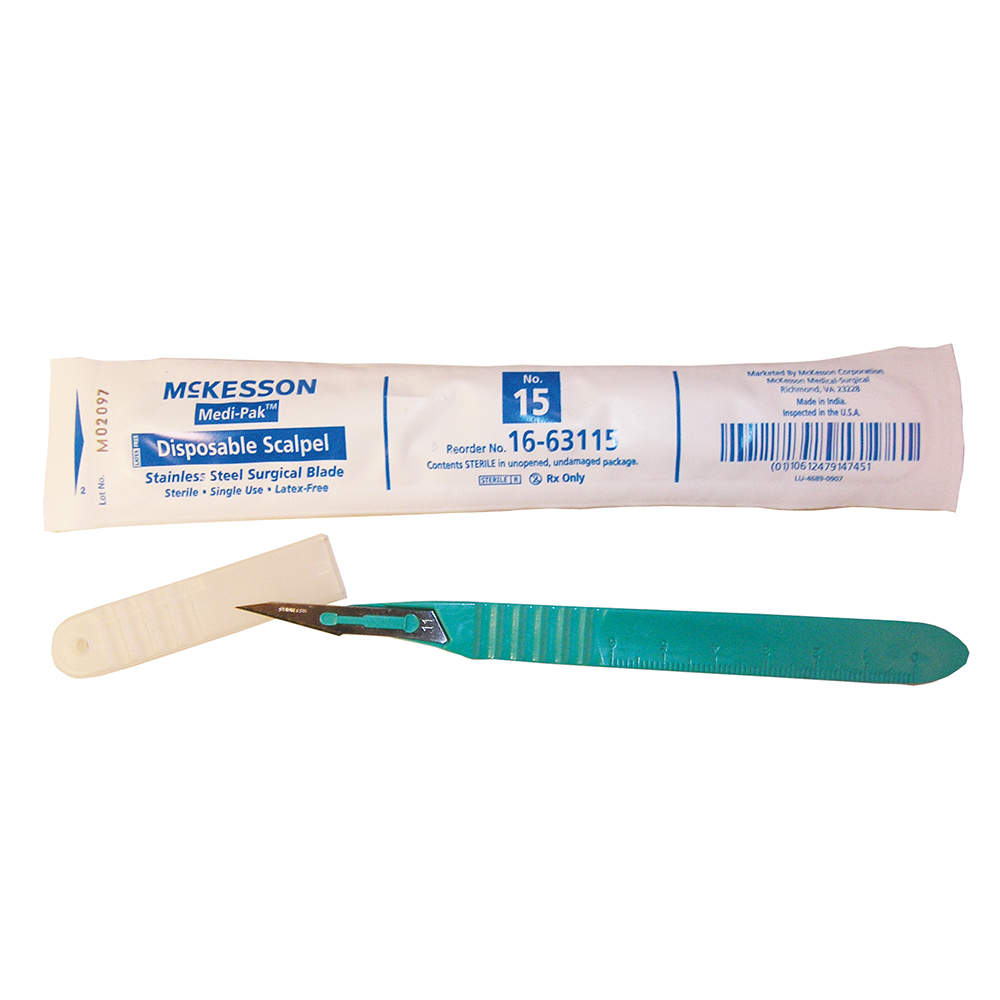 2
Lot No. M02097
LATEX FREE
McKESSON
Medi-Pak™
Disposable Scalpel
Stainless Steel Surgical Blade
Sterile • Single Use • Latex-Free
No.
15
Reorder No. 16-63115
Contents STERILE in unopened, undamaged package.
STERILE R 2 Rx Only
Marketed By McKesson Corporation
McKesson Medical-Surgical
Richmond, VA 23228
Made in India.
Inspected in the U.S.A.
(01)10612479147451
LU-4689-0907
11